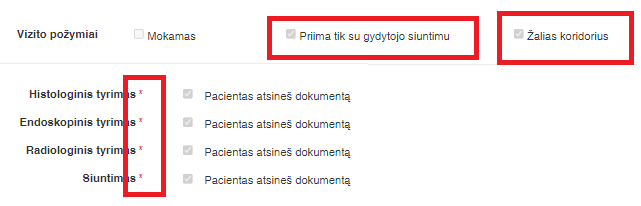 Vizito požymiai Mokamas Priima tik su gydytojo siuntimu Žalias koridorius
Histologinis tyrimas * Pacientas atsineš dokumentą
Endoskopinis tyrimas * Pacientas atsineš dokumentą
Radiologinis tyrimas * Pacientas atsineš dokumentą
Siuntimas * Pacientas atsineš dokumentą